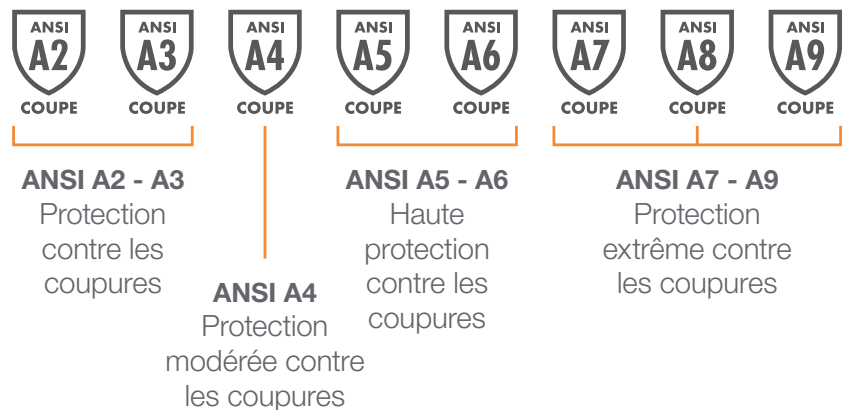 ANSI A2 COUPE
ANSI A3 COUPE
ANSI A4 COUPE
ANSI A5 COUPE
ANSI A6 COUPE
ANSI A7 COUPE
ANSI A8 COUPE
ANSI A9 COUPE
ANSI A2 - A3
Protection
contre les
coupures
ANSI A4
Protection
modérée contre
les coupures
ANSI A5 - A6
Haute
protection
contre les
coupures
ANSI A7 - A9
Protection
extrême contre
les coupures